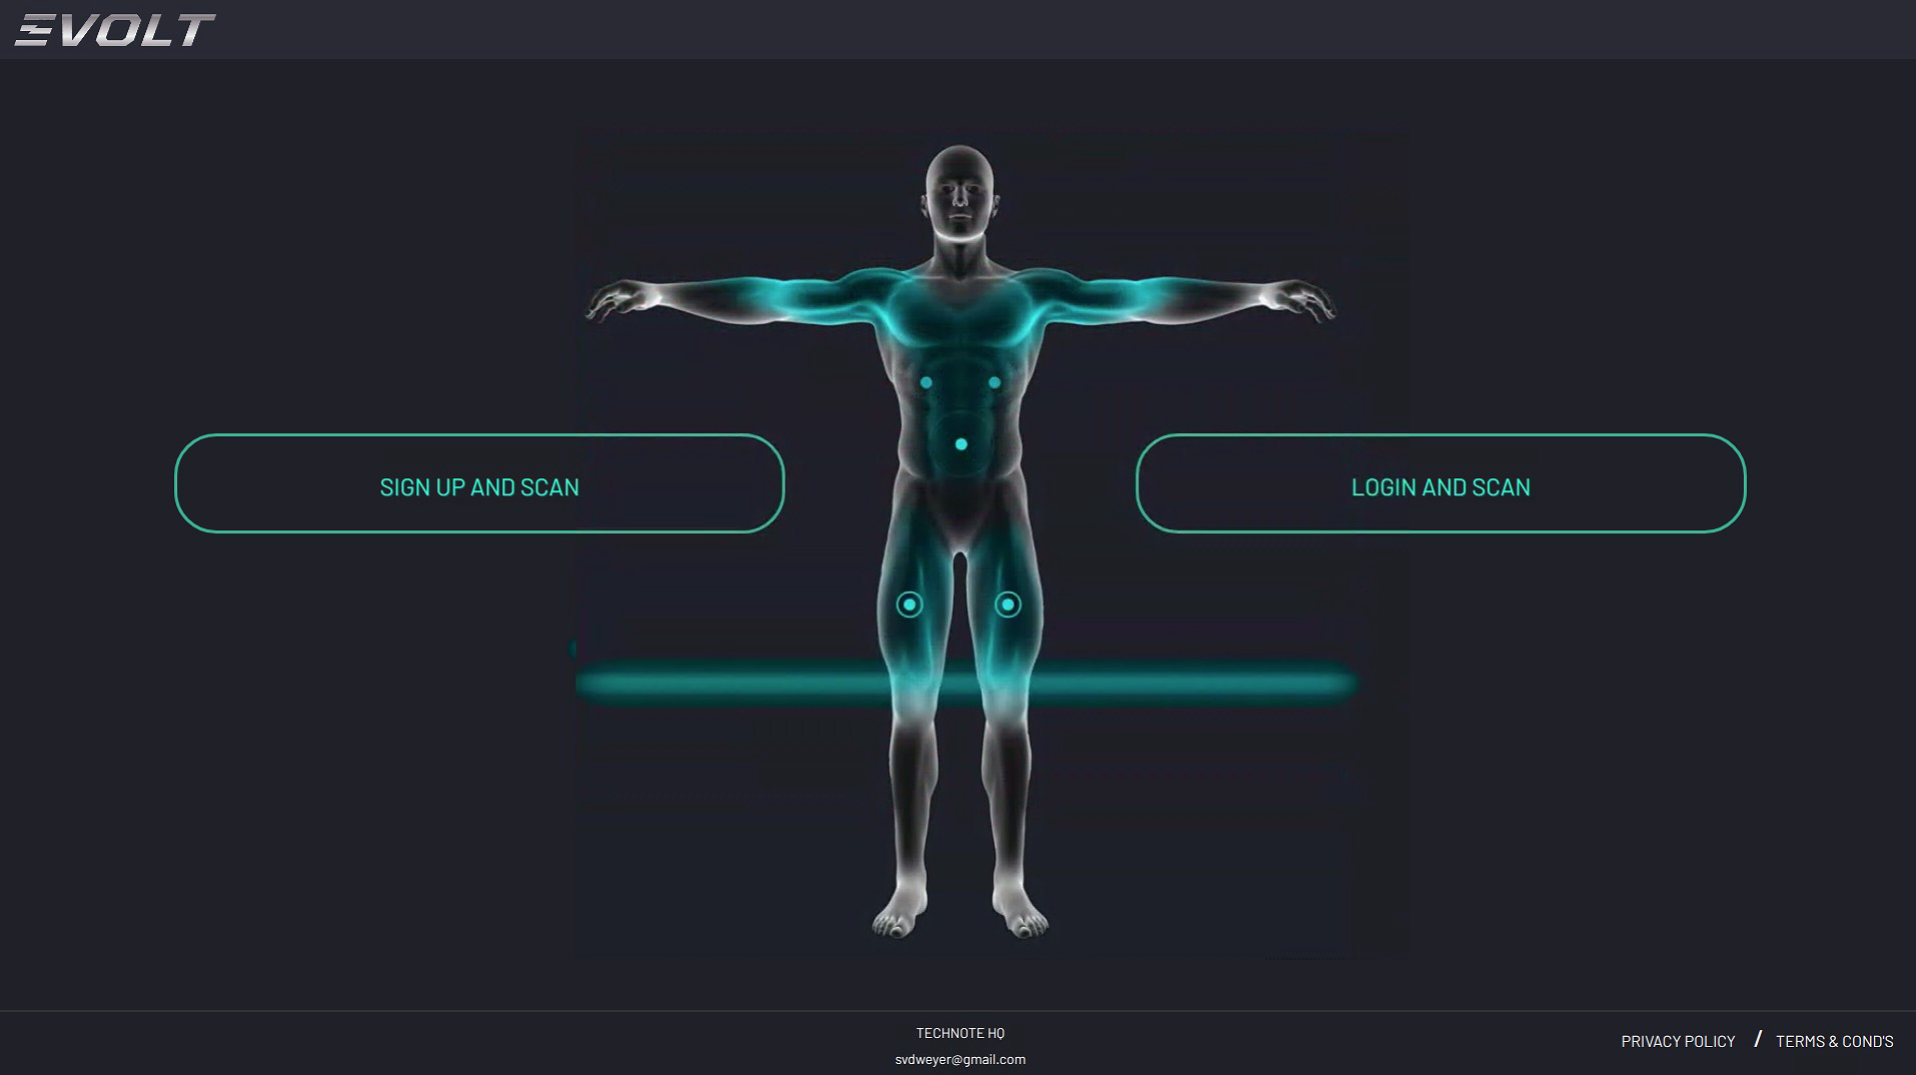 EVOLT
SIGN UP AND SCAN
LOGIN AND SCAN
TECHNOTE HQ
svdweyer@gmail.com
PRIVACY POLICY / TERMS & COND'S